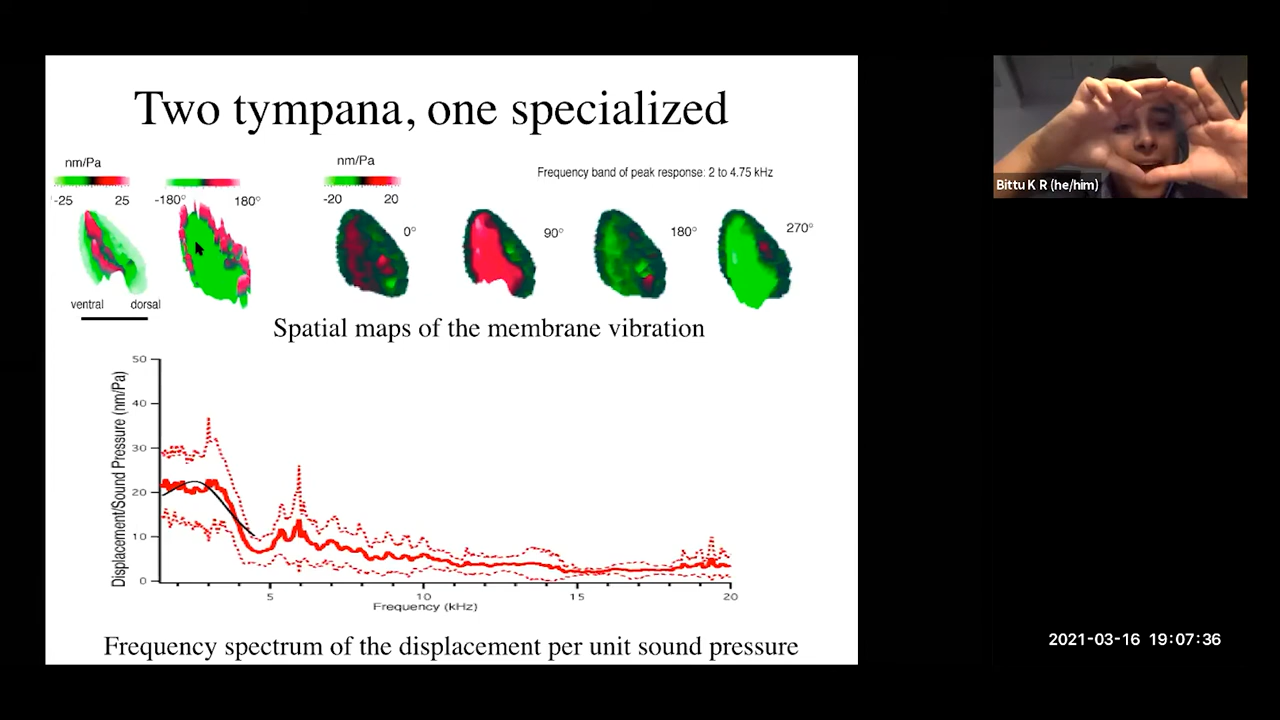 Two tympana, one specialized
nm/Pa
-25 25
-180° 180°
nm/Pa
-20 20
Frequency band of peak response: 2 to 4.75 kHz
0°
90°
180°
270°
ventral dorsal
Spatial maps of the membrane vibration
Displacement/Sound Pressure (nm/Pa)
50
40
30
20
10
0
5 10 15 20
Frequency (kHz)
Frequency spectrum of the displacement per unit sound pressure
Bittu K R (he/him)
2021-03-16 19:07:36